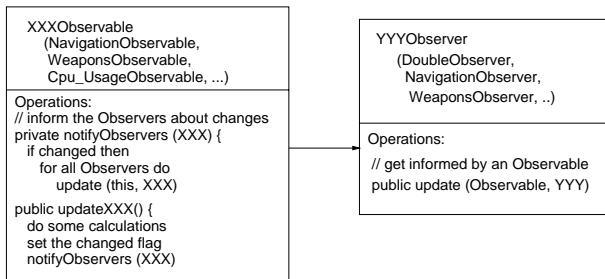 XXXObservable
(NavigationObservable,
WeaponsObservable,
Cpu_UsageObservable, ...)
Operations:
// inform the Observers about changes
private notifyObservers (XXX) {
if changed then
for all Observers do
update (this, XXX)
public updateXXX() {
do some calculations
set the changed flag
notifyObservers (XXX)
YYYObserver
(DoubleObserver,
NavigationObserver,
WeaponsObserver, ..)
Operations:
// get informed by an Observable
public update (Observable, YYY)